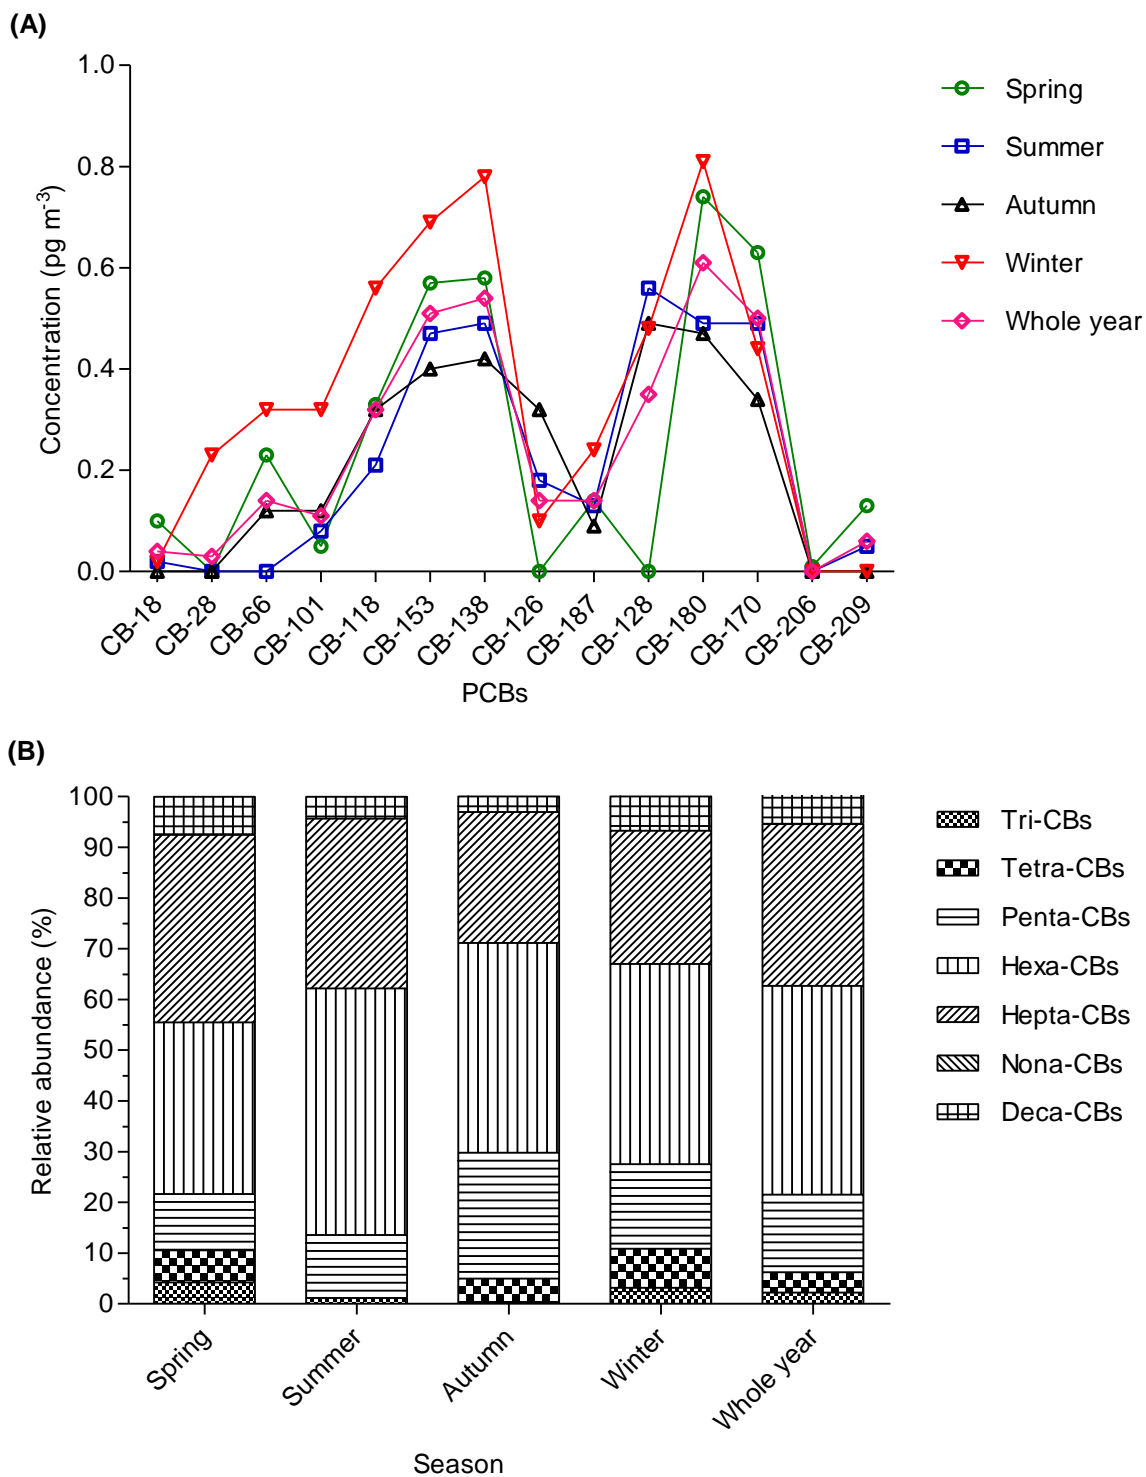 (A)
1.0
0.8
0.6
0.4
0.2
0.0
Concentration (pg m-3)
CB-18
CB-28
CB-66
CB-101
CB-118
CB-153
CB-138
CB-126
CB-187
CB-128
CB-180
CB-170
CB-206
CB-209
PCBs
Spring
Summer
Autumn
Winter
Whole year
(B)
100
90
80
70
60
50
40
30
20
10
0
Relative abundance (%)
Spring
Summer
Autumn
Winter
Whole year
Season
Tri-CBs
Tetra-CBs
Penta-CBs
Hexa-CBs
Hepta-CBs
Nona-CBs
Deca-CBs